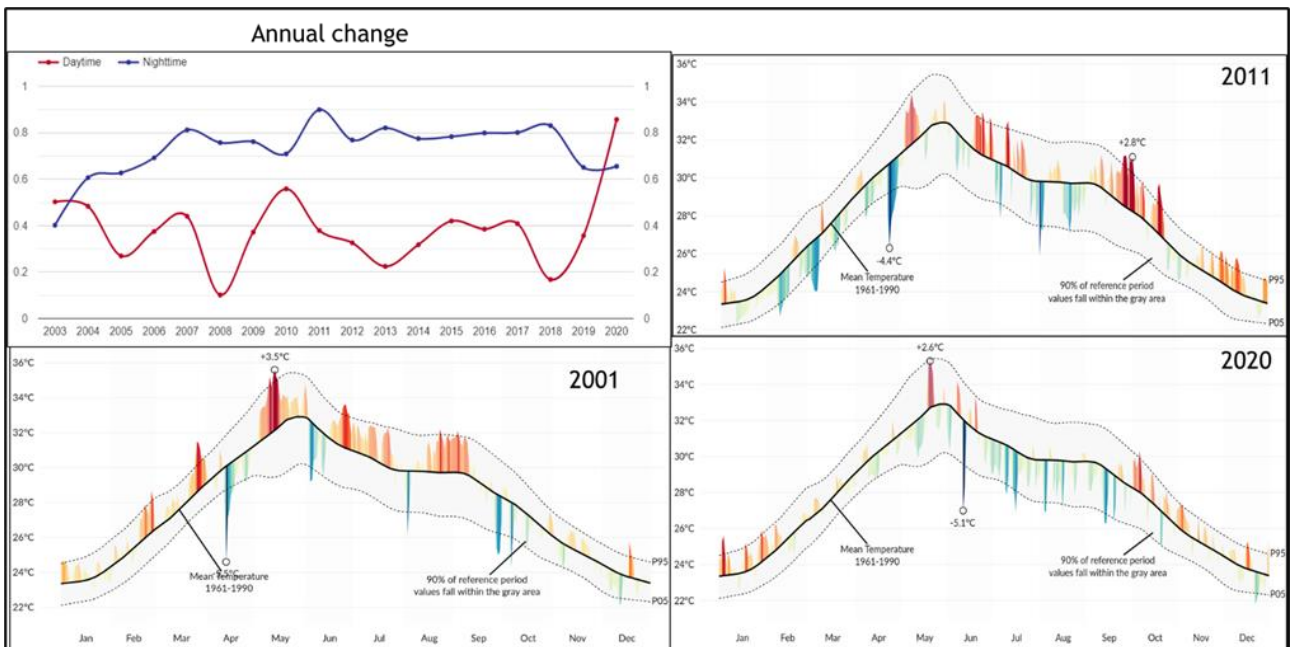 Annual change
Daytime
Nighttime
1
0.8
0.6
0.4
0.2
0
1
0.8
0.6
0.4
0.2
0
2003 2004 2005 2006 2007 2008 2009 2010 2011 2012 2013 2014 2015 2016 2017 2018 2019 2020
2011
36°C
34°C
32°C
30°C
28°C
26°C
24°C
22°C
+2.8°C
-4.4°C
Mean Temperature
1961-1990
90% of reference period
values fall within the gray area
P95
P05
2001
36°C
34°C
32°C
30°C
28°C
26°C
24°C
22°C
+3.5°C
Mean Temperature
1961-1990
90% of reference period
values fall within the gray area
P95
P05
Jan Feb Mar Apr May Jun Jul Aug Sep Oct Nov Dec
2020
36°C
34°C
32°C
30°C
28°C
26°C
24°C
22°C
+2.6°C
-5.1°C
Mean Temperature
1961-1990
90% of reference period
values fall within the gray area
P95
P05
Jan Feb Mar Apr May Jun Jul Aug Sep Oct Nov Dec